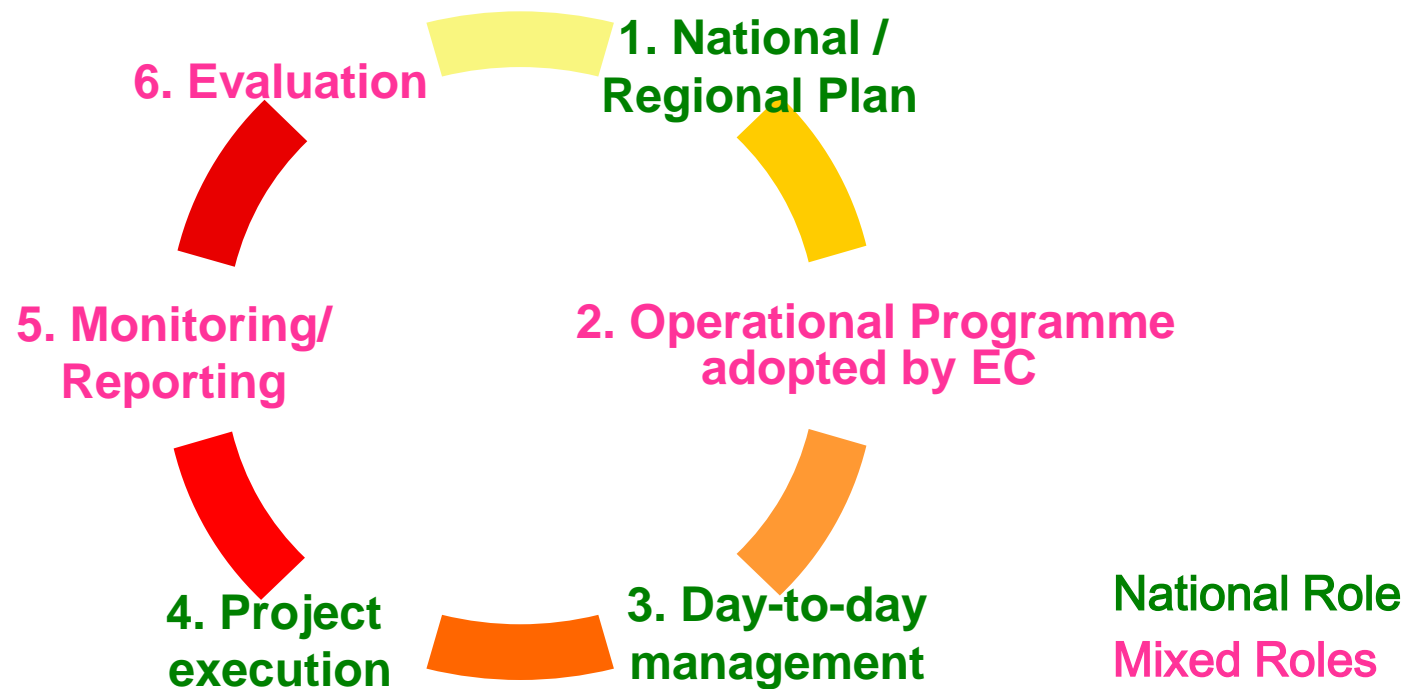 1. National /
Regional Plan
2. Operational Programme
adopted by EC
3. Day-to-day
management
4. Project
execution
5. Monitoring/
Reporting
6. Evaluation
National Role
Mixed Roles